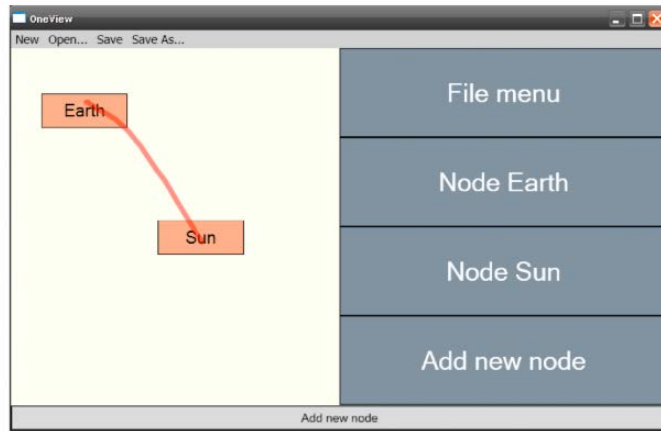 OneView
New Open... Save Save As...
Earth
Sun
File menu
Node Earth
Node Sun
Add new node
Add new node